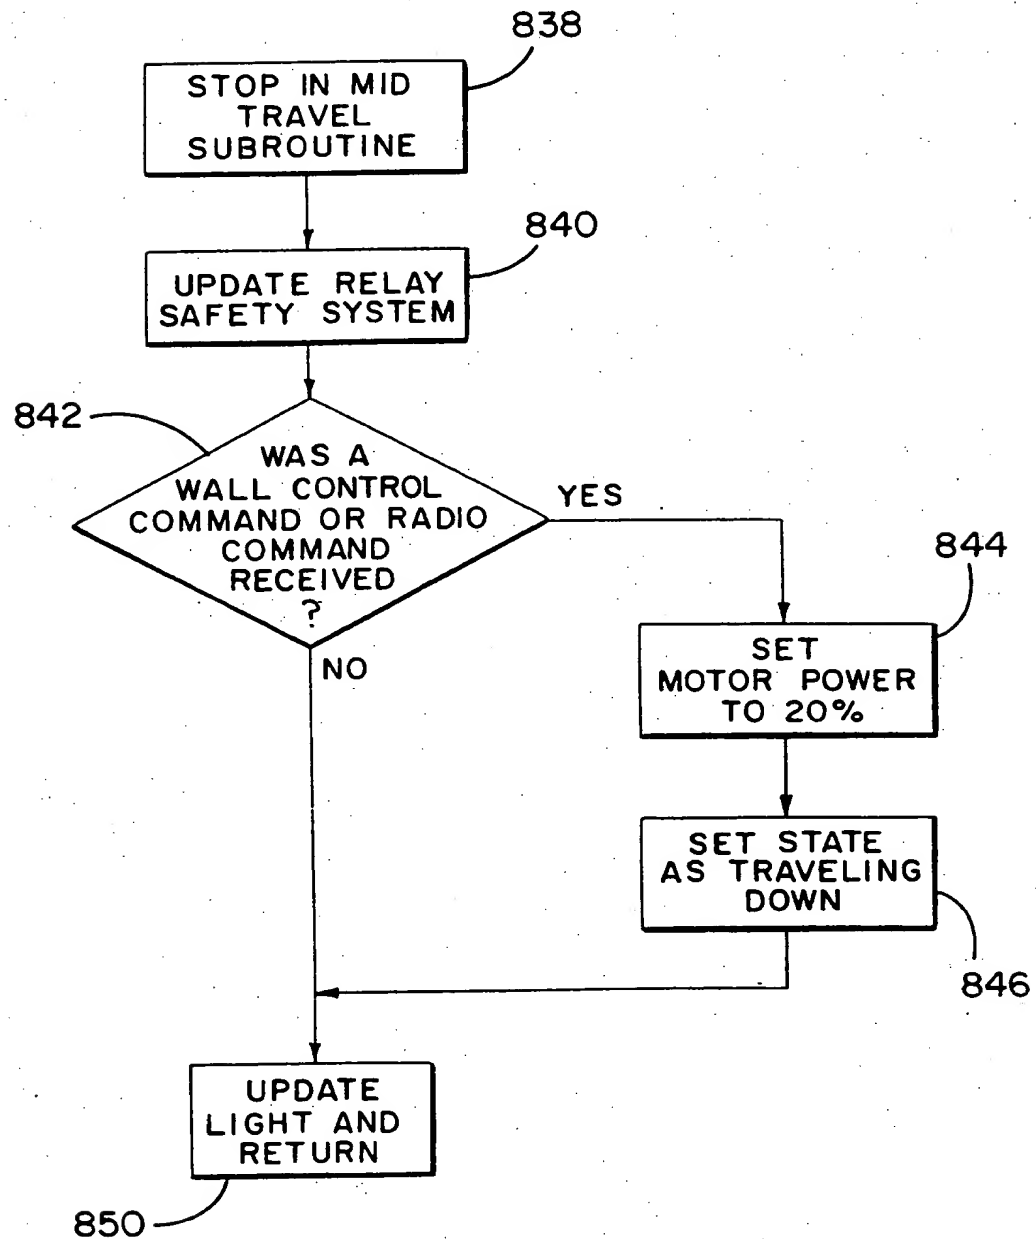 838
STOP IN MID
TRAVEL
SUBROUTINE
840
UPDATE RELAY
SAFETY SYSTEM
842
WAS A
WALL CONTROL
COMMAND OR RADIO
COMMAND
RECEIVED
?
YES
NO
844
SET
MOTOR POWER
TO 20%
SET STATE
AS TRAVELING
DOWN
846
UPDATE
LIGHT AND
RETURN
850